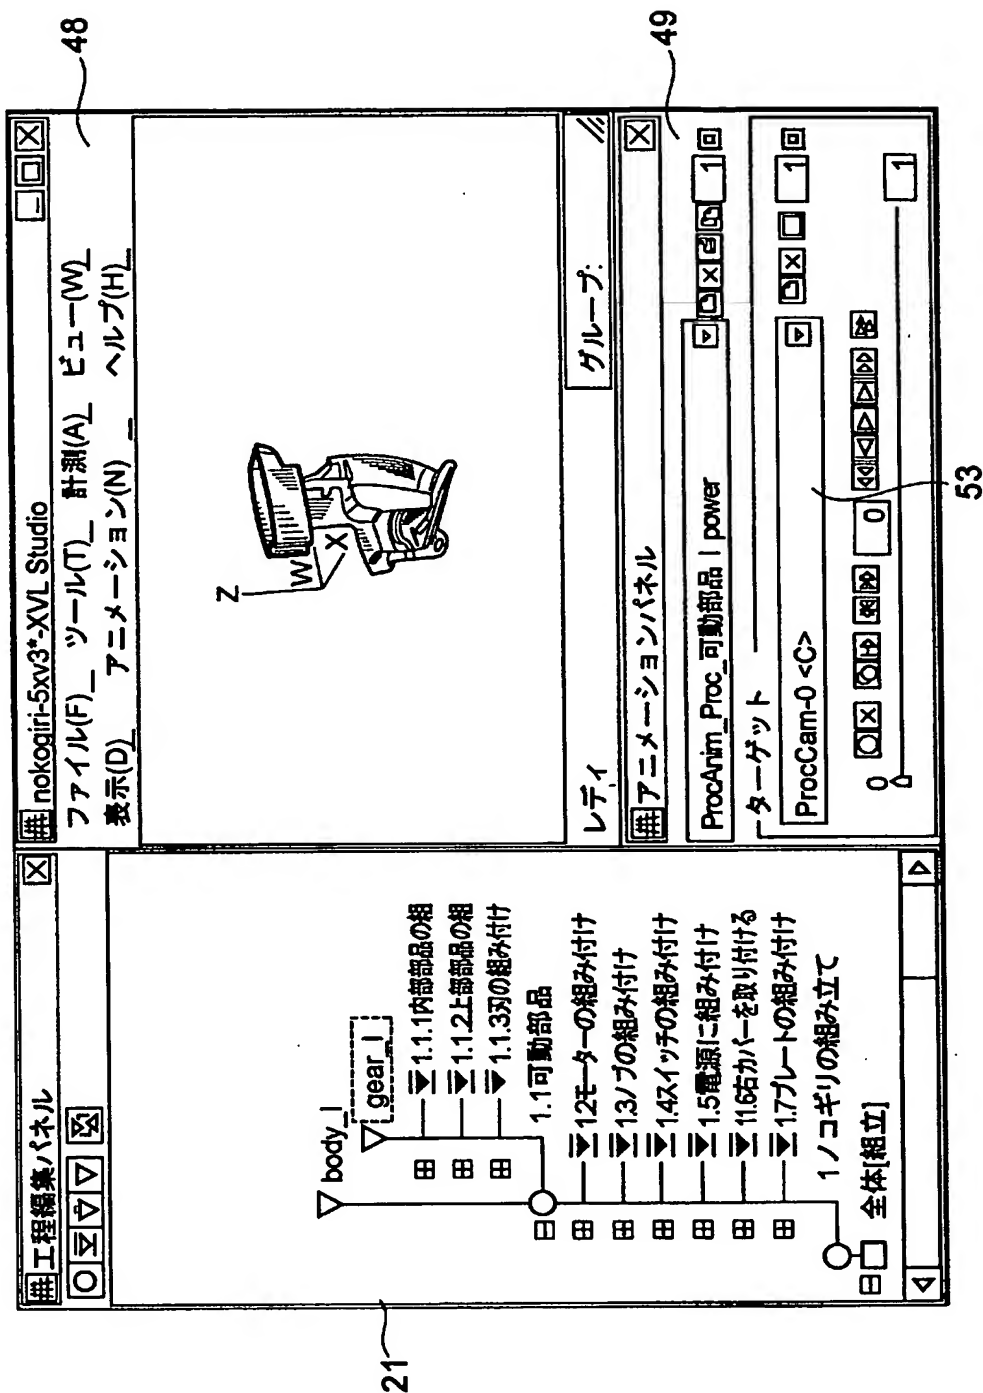 工程編集パネル
body_l
gear_l
1.1.1内部部品の組
1.1.2上部部品の組
1.1.3刃の組み付け
1.1可動部品
1.2モーターの組み付け
1.3ノブの組み付け
1.4スイッチの組み付け
1.5電源に組み付け
11.6右カバーを取り付ける
1.7プレートの組み付け
1ノコギリの組み立て
全体[組立]
21
nokogiri-5xv3*-XVL Studio
ファイル(F)_ ツール(T)_ 計測(A)_ ビュー(W)_
表示(D)_ アニメーション(N)_ ヘルプ(H)_
48
Z
W
X
レディ
グループ:
アニメーションパネル
49
ProcAnim_Proc_可動部品 l power
1
ターゲット
ProcCam-0 <C>
1
0
0
1
53